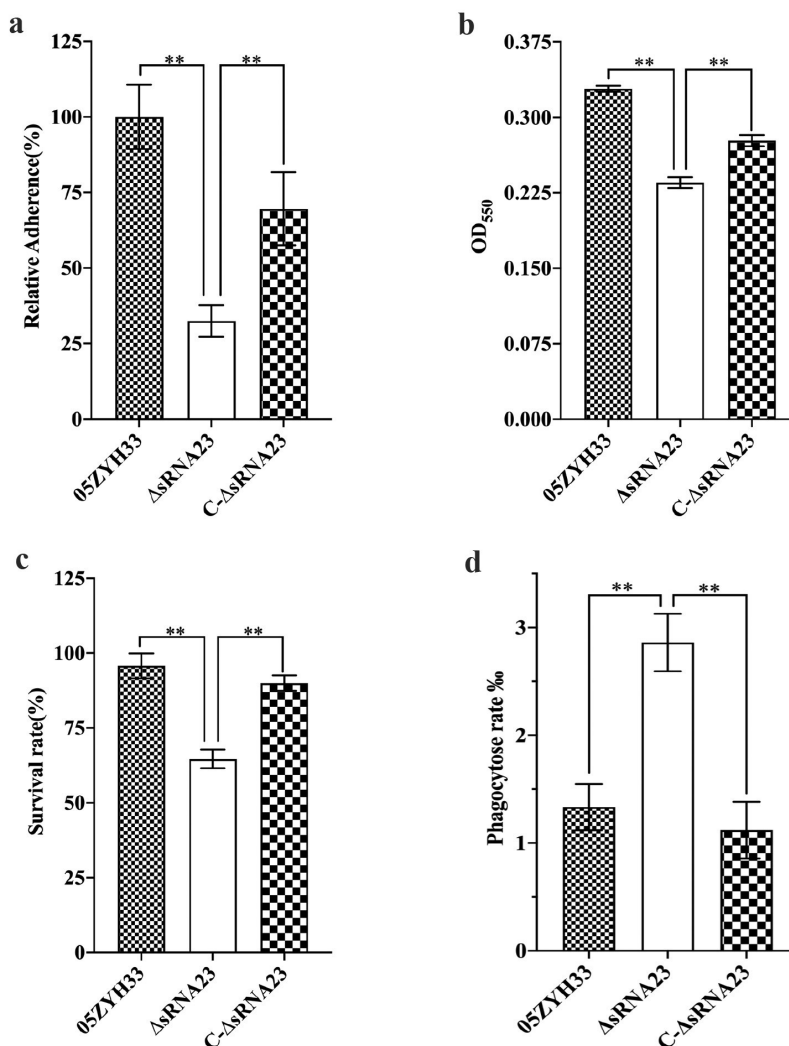 a
125
100
75
50
25
0
Relative Adherence(%)
** **
05ZYH33
ΔsRNA23
C-ΔsRNA23
b
0.375
0.300
0.225
0.150
0.075
0.000
OD550
** **
05ZYH33
ΔsRNA23
C-ΔsRNA23
c
125
100
75
50
25
0
Survival rate(%)
** **
05ZYH33
ΔsRNA23
C-ΔsRNA23
d
3
2
1
0
Phagocytose rate ‰
** **
05ZYH33
ΔsRNA23
C-ΔsRNA23